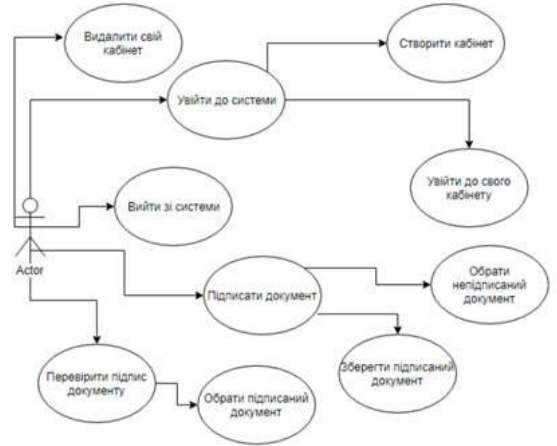 Видалити свій
кабінет
Створити кабінет
Увійти до системи
Увійти до свого
кабінету
Вийти зі системи
Actor
Підписати документ
Обрати
непідписаний
документ
Зберегти підписаний
документ
Перевірити підпис
документу
Обрати підписаний
документ